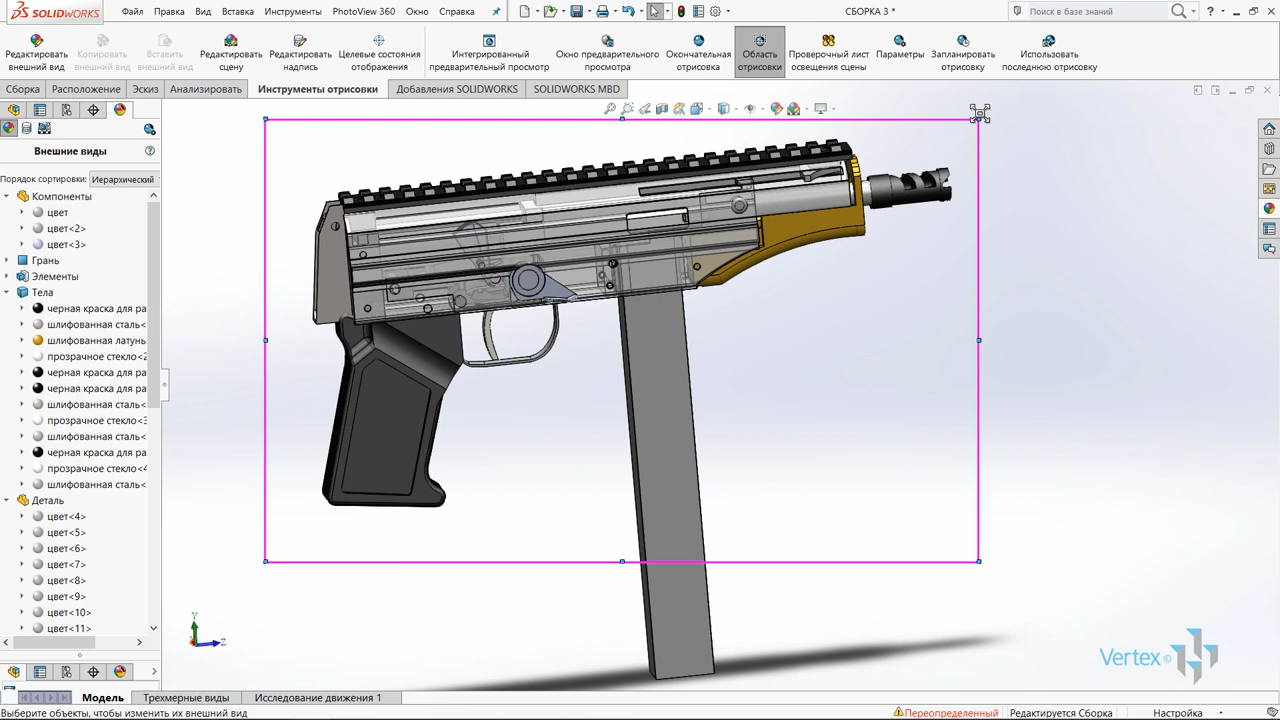 SOLIDWORKS
Файл Правка Вид Вставка Инструменты PhotoView 360 Окно Справка
СБОРКА 3 *
Поиск в базе знаний
?
Редактировать внешний вид
Копировать внешний вид
Вставить внешний вид
Редактировать сцену
Редактировать надпись
Целевые состояния отображения
Интегрированный предварительный просмотр
Окно предварительного просмотра
Окончательная отрисовка
Область отрисовки
Проверочный лист освещения сцены
Параметры
Запланировать отрисовку
Использовать последнюю отрисовку
Сборка Расположение Эскиз Анализировать Инструменты отрисовки Добавления SOLIDWORKS SOLIDWORKS MBD
Внешние виды
Порядок сортировки: Иерархический
Компоненты
цвет
цвет<2>
цвет<3>
Грань
Элементы
Тела
черная краска для ра
шлифованная сталь<
шлифованная латунь
прозрачное стекло<2
черная краска для ра
черная краска для ра
шлифованная сталь<
прозрачное стекло<3
шлифованная сталь<
черная краска для ра
прозрачное стекло<4
шлифованная сталь<
Деталь
цвет<4>
цвет<5>
цвет<6>
цвет<7>
цвет<8>
цвет<9>
цвет<10>
цвет<11>
Y
Z
Vertex ©
Модель Трехмерные виды Исследование движения 1
Выберите объекты, чтобы изменить их внешний вид
Переопределенный Редактируется Сборка Настройка